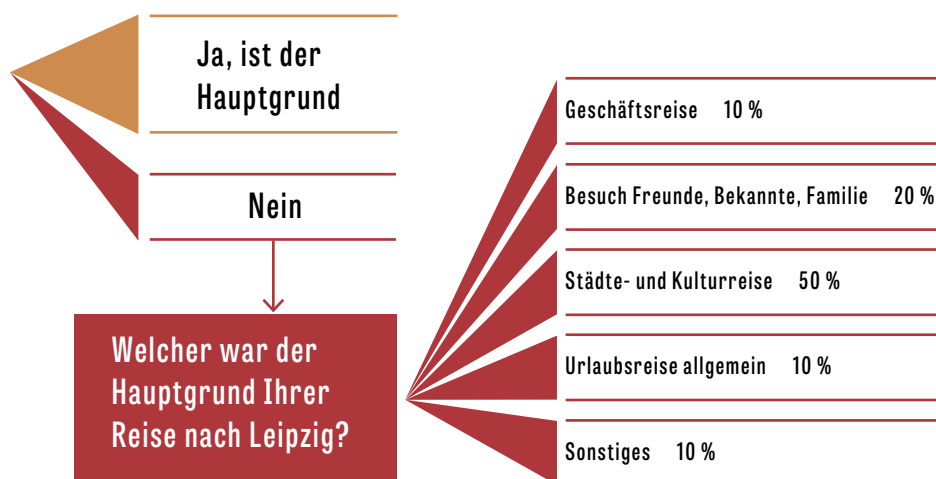 Ja, ist der
Hauptgrund
Nein
Welcher war der
Hauptgrund Ihrer
Reise nach Leipzig?
Geschäftsreise 10 %
Besuch Freunde, Bekannte, Familie 20 %
Städte- und Kulturreise 50 %
Urlaubsreise allgemein 10 %
Sonstiges 10 %